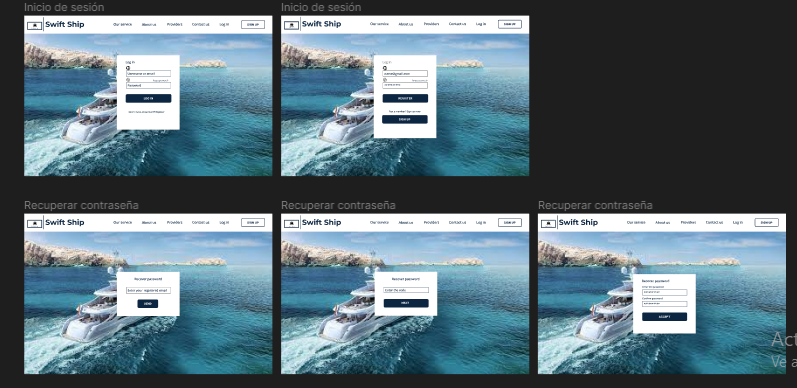 Inicio de sesión
Inicio de sesión
Swift Ship Our service About us Providers Contact us Log in SIGN UP
Swift Ship Our service About us Providers Contact us Log in SIGN UP
Log in
Log in
Username or email
Password
LOG IN
REGISTER
SIGN UP
Recuperar contraseña
Recuperar contraseña
Recuperar contraseña
Swift Ship Our service About us Providers Contact us Log in SIGN UP
Swift Ship Our service About us Providers Contact us Log in SIGN UP
Swift Ship Our service About us Providers Contact us Log in SIGN UP
Recover password
Enter your registered email
SEND
Recover password
Enter the code
NEXT
Recover password
ACCEPT
Act
Ve a